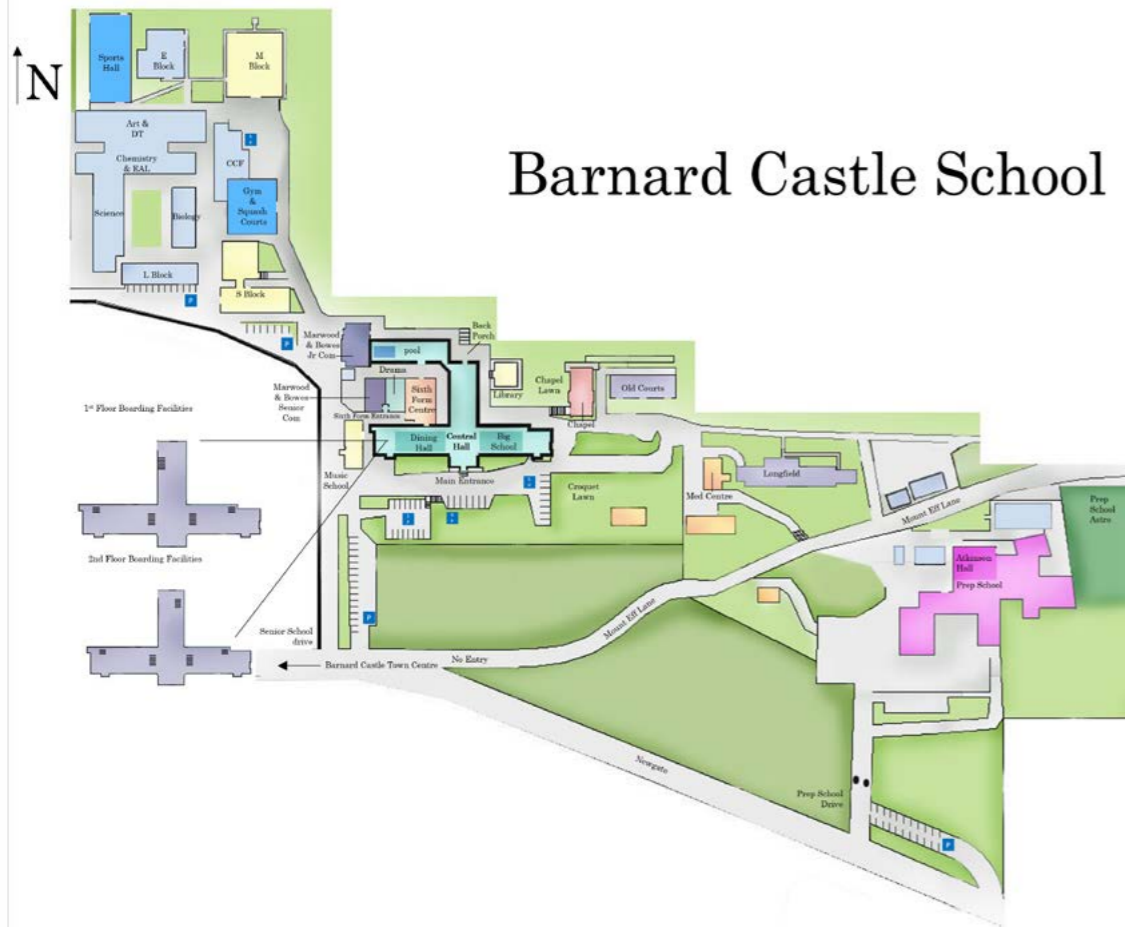 N
Barnard Castle School
Sports
Hall
E
Block
M
Block
Art &
DT
Chemistry
& EAL
CCF
Gym
&
Squash
Courts
Science
Biology
L Block
S Block
P
P
Marwood
& Bowes
Jr Com
pool
Back
Porch
Drama
Marwood
& Bowes
Senior
Com
Sixth
Form
Centre
Sixth Form Entrance
Library
Chapel
Lawn
Chapel
Old Courts
Dining
Hall
Central
Hall
Big
School
Music
School
Main Entrance
Croquet
Lawn
Med Centre
Longfield
Mount Eff Lane
Prep
School
Astro
Atkinson
Hall
Prep School
1st Floor Boarding Facilities
2nd Floor Boarding Facilities
P
Mount Eff Lane
Senior School
drive
Barnard Castle Town Centre
No Entry
Newgate
Prep School
Drive
P